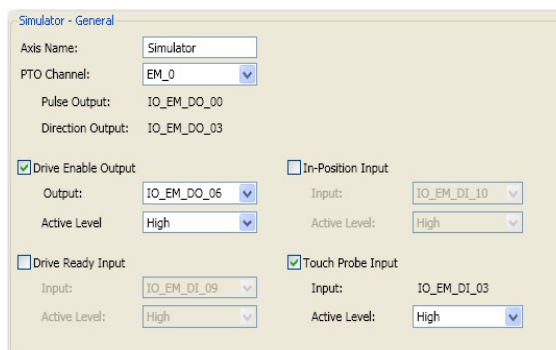 Simulator - General
Axis Name: Simulator
PTO Channel: EM_0
Pulse Output: IO_EM_DO_00
Direction Output: IO_EM_DO_03
Drive Enable Output
Output: IO_EM_DO_06
Active Level High
In-Position Input
Input: IO_EM_DI_10
Active Level: High
Drive Ready Input
Input: IO_EM_DI_09
Active Level: High
Touch Probe Input
Input: IO_EM_DI_03
Active Level: High